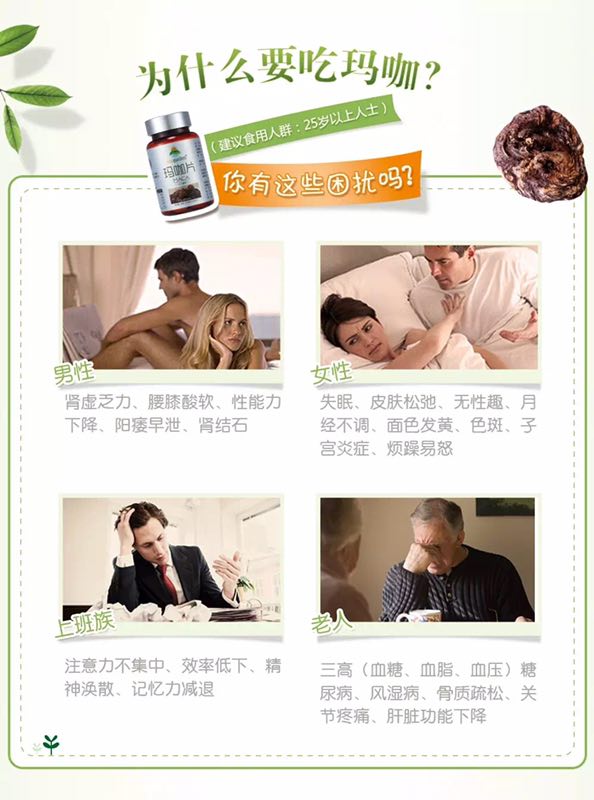 为什么要吃玛咖?
(建议食用人群:25岁以上人士)
玛咖片
MACA
你有这些困扰吗?
男性
肾虚乏力、腰膝酸软、性能力
下降、阳痿早泄、肾结石
女性
失眠、皮肤松弛、无性趣、月
经不调、面色发黄、色斑、子
宫炎症、烦躁易怒
上班族
注意力不集中、效率低下、精
神涣散、记忆力减退
老人
三高(血糖、血脂、血压)糖
尿病、风湿病、骨质疏松、关
节疼痛、肝脏功能下降